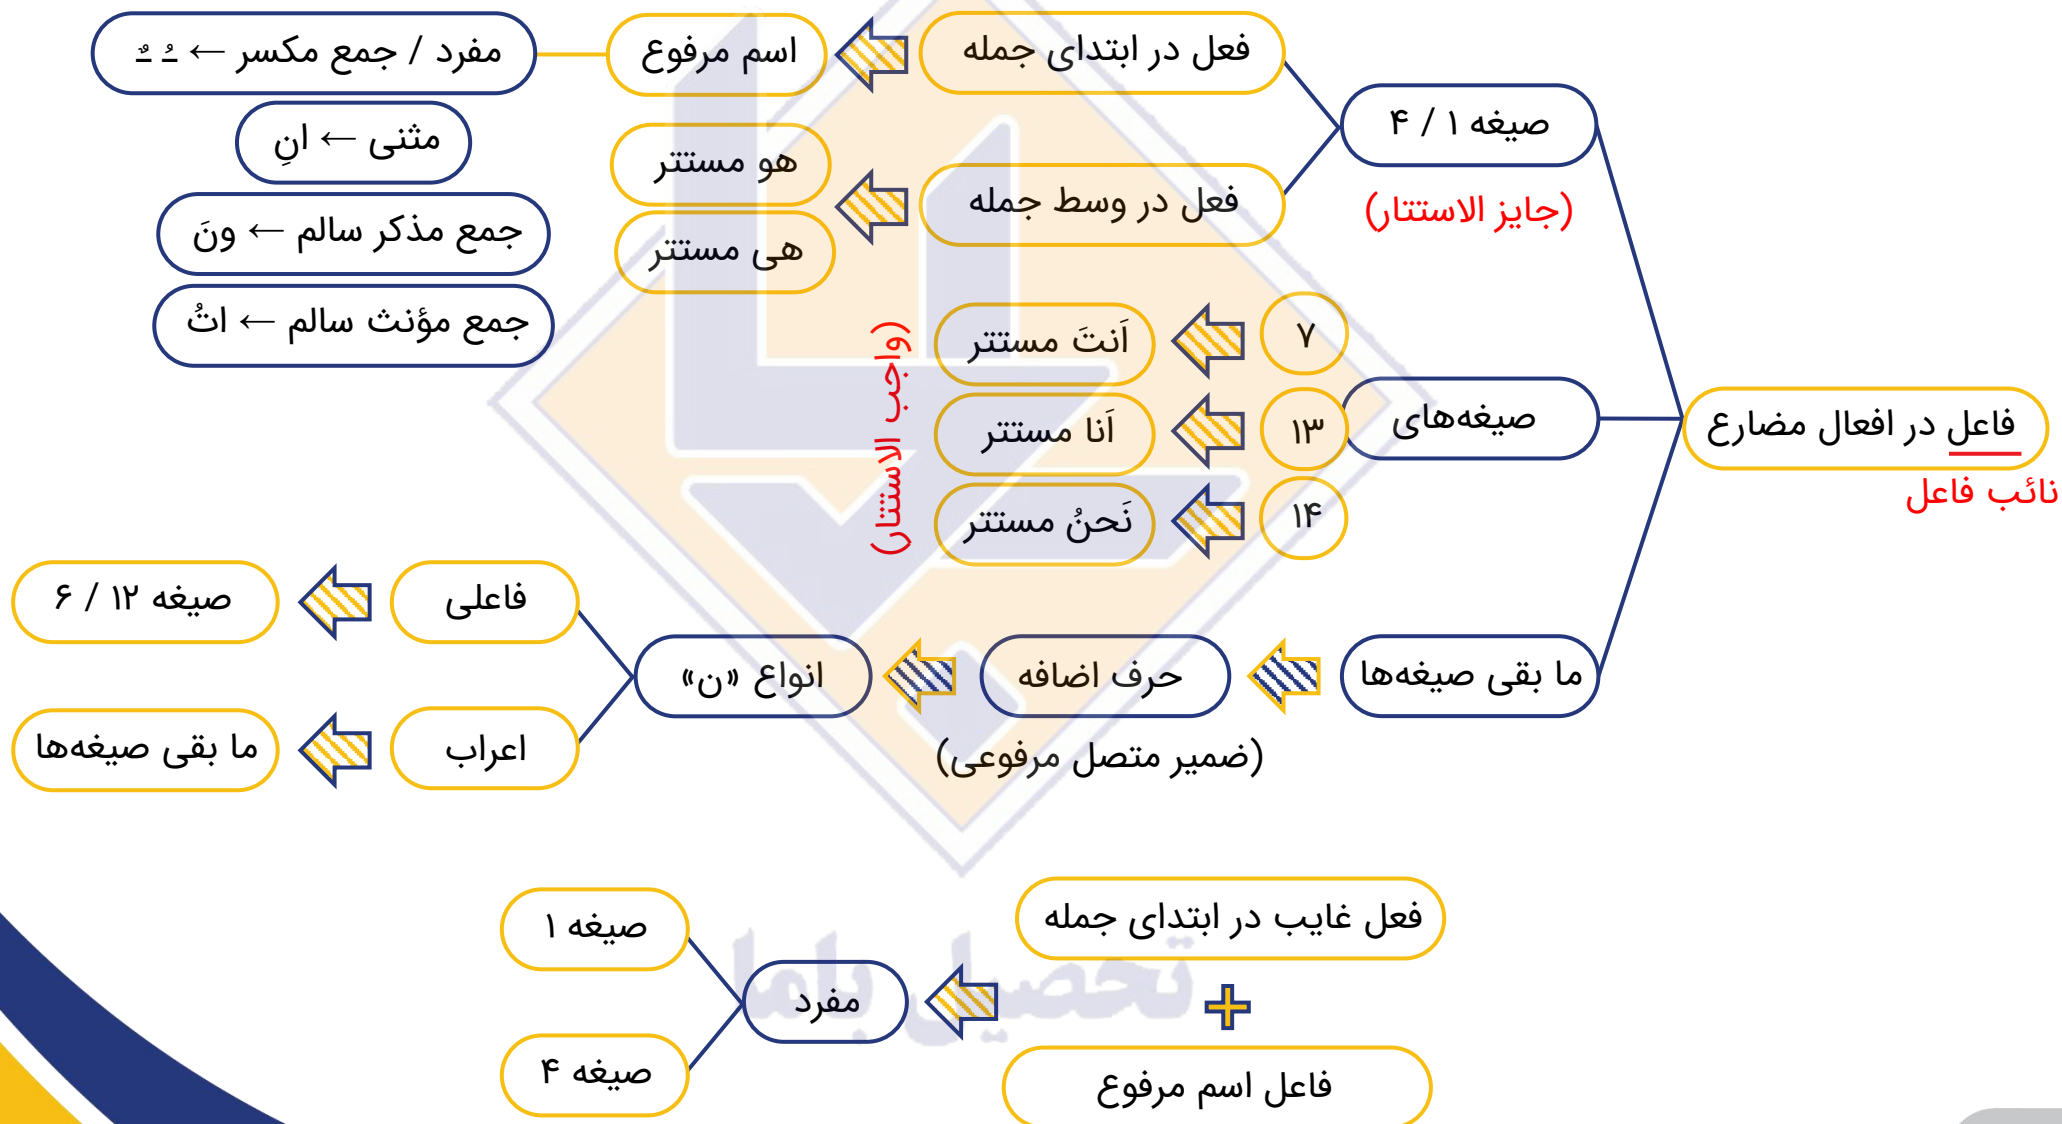 فاعل در افعال مضارع
نائب فاعل
صیغه ۱ / ۴
(جایز الاستتار)
فعل در ابتدای جمله
اسم مرفوع
مفرد / جمع مکسر ← ـُ ـٌ
مثنی ← انِ
جمع مذکر سالم ← ونَ
جمع مؤنث سالم ← اتُ
فعل در وسط جمله
هو مستتر
هی مستتر
صیغه‌های
۷
اَنتَ مستتر
۱۳
اَنا مستتر
۱۴
نَحنُ مستتر
(واجب الاستتار)
ما بقی صیغه‌ها
حرف اضافه
(ضمیر متصل مرفوعی)
انواع «ن»
فاعلی
صیغه ۱۲ / ۶
اعراب
ما بقی صیغه‌ها
فعل غایب در ابتدای جمله
+
فاعل اسم مرفوع
مفرد
صیغه ۱
صیغه ۴
تحصیل باما